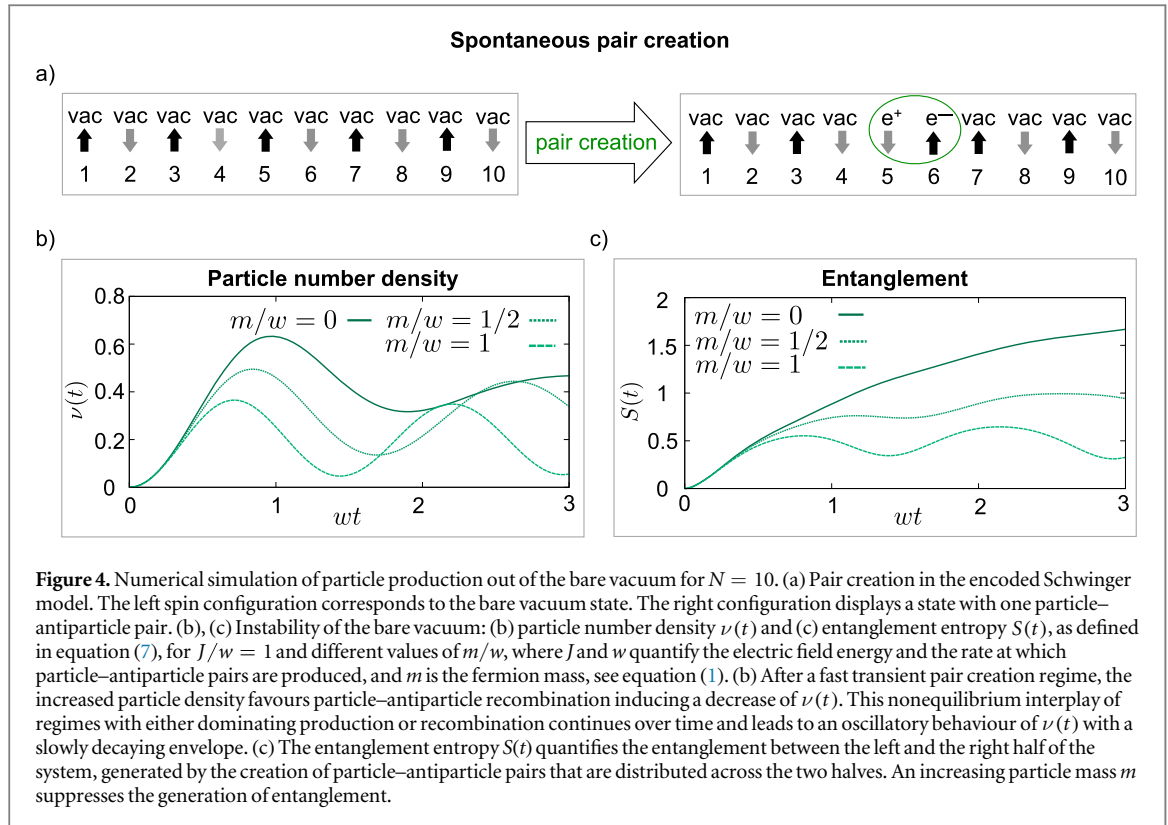 Spontaneous pair creation
a)
vac vac vac vac vac vac vac vac vac vac
1 2 3 4 5 6 7 8 9 10
pair creation
vac vac vac vac e⁺ e⁻ vac vac vac vac
1 2 3 4 5 6 7 8 9 10
b)
Particle number density
m/w = 0 m/w = 1/2
m/w = 1
0.8
0.6
0.4
0.2
0
ν(t)
0 1 2 3
wt
c)
Entanglement
m/w = 0
m/w = 1/2
m/w = 1
2
1.5
1
0.5
0
S(t)
0 1 2 3
wt
Figure 4. Numerical simulation of particle production out of the bare vacuum for N = 10. (a) Pair creation in the encoded Schwinger
model. The left spin configuration corresponds to the bare vacuum state. The right configuration displays a state with one particle–
antiparticle pair. (b), (c) Instability of the bare vacuum: (b) particle number density ν(t) and (c) entanglement entropy S(t), as defined
in equation (7), for J/w = 1 and different values of m/w, where J and w quantify the electric field energy and the rate at which
particle–antiparticle pairs are produced, and m is the fermion mass, see equation (1). (b) After a fast transient pair creation regime, the
increased particle density favours particle–antiparticle recombination inducing a decrease of ν(t). This nonequilibrium interplay of
regimes with either dominating production or recombination continues over time and leads to an oscillatory behaviour of ν(t) with a
slowly decaying envelope. (c) The entanglement entropy S(t) quantifies the entanglement between the left and the right half of the
system, generated by the creation of particle–antiparticle pairs that are distributed across the two halves. An increasing particle mass m
suppresses the generation of entanglement.